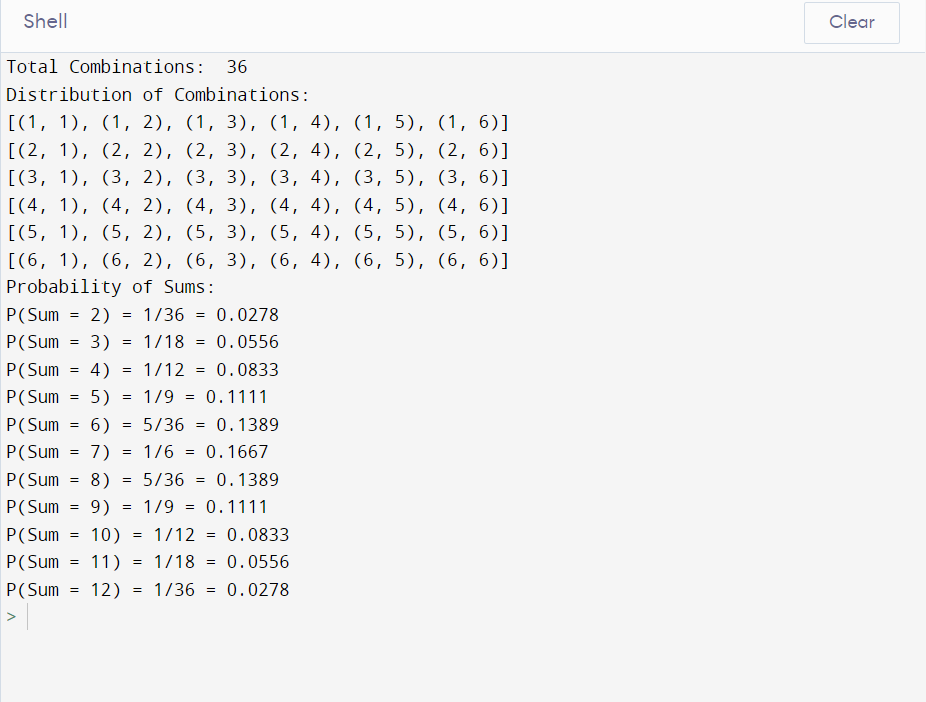 Shell
Clear
Total Combinations:  36
Distribution of Combinations:
[(1, 1), (1, 2), (1, 3), (1, 4), (1, 5), (1, 6)]
[(2, 1), (2, 2), (2, 3), (2, 4), (2, 5), (2, 6)]
[(3, 1), (3, 2), (3, 3), (3, 4), (3, 5), (3, 6)]
[(4, 1), (4, 2), (4, 3), (4, 4), (4, 5), (4, 6)]
[(5, 1), (5, 2), (5, 3), (5, 4), (5, 5), (5, 6)]
[(6, 1), (6, 2), (6, 3), (6, 4), (6, 5), (6, 6)]
Probability of Sums:
P(Sum = 2) = 1/36 = 0.0278
P(Sum = 3) = 1/18 = 0.0556
P(Sum = 4) = 1/12 = 0.0833
P(Sum = 5) = 1/9 = 0.1111
P(Sum = 6) = 5/36 = 0.1389
P(Sum = 7) = 1/6 = 0.1667
P(Sum = 8) = 5/36 = 0.1389
P(Sum = 9) = 1/9 = 0.1111
P(Sum = 10) = 1/12 = 0.0833
P(Sum = 11) = 1/18 = 0.0556
P(Sum = 12) = 1/36 = 0.0278
>